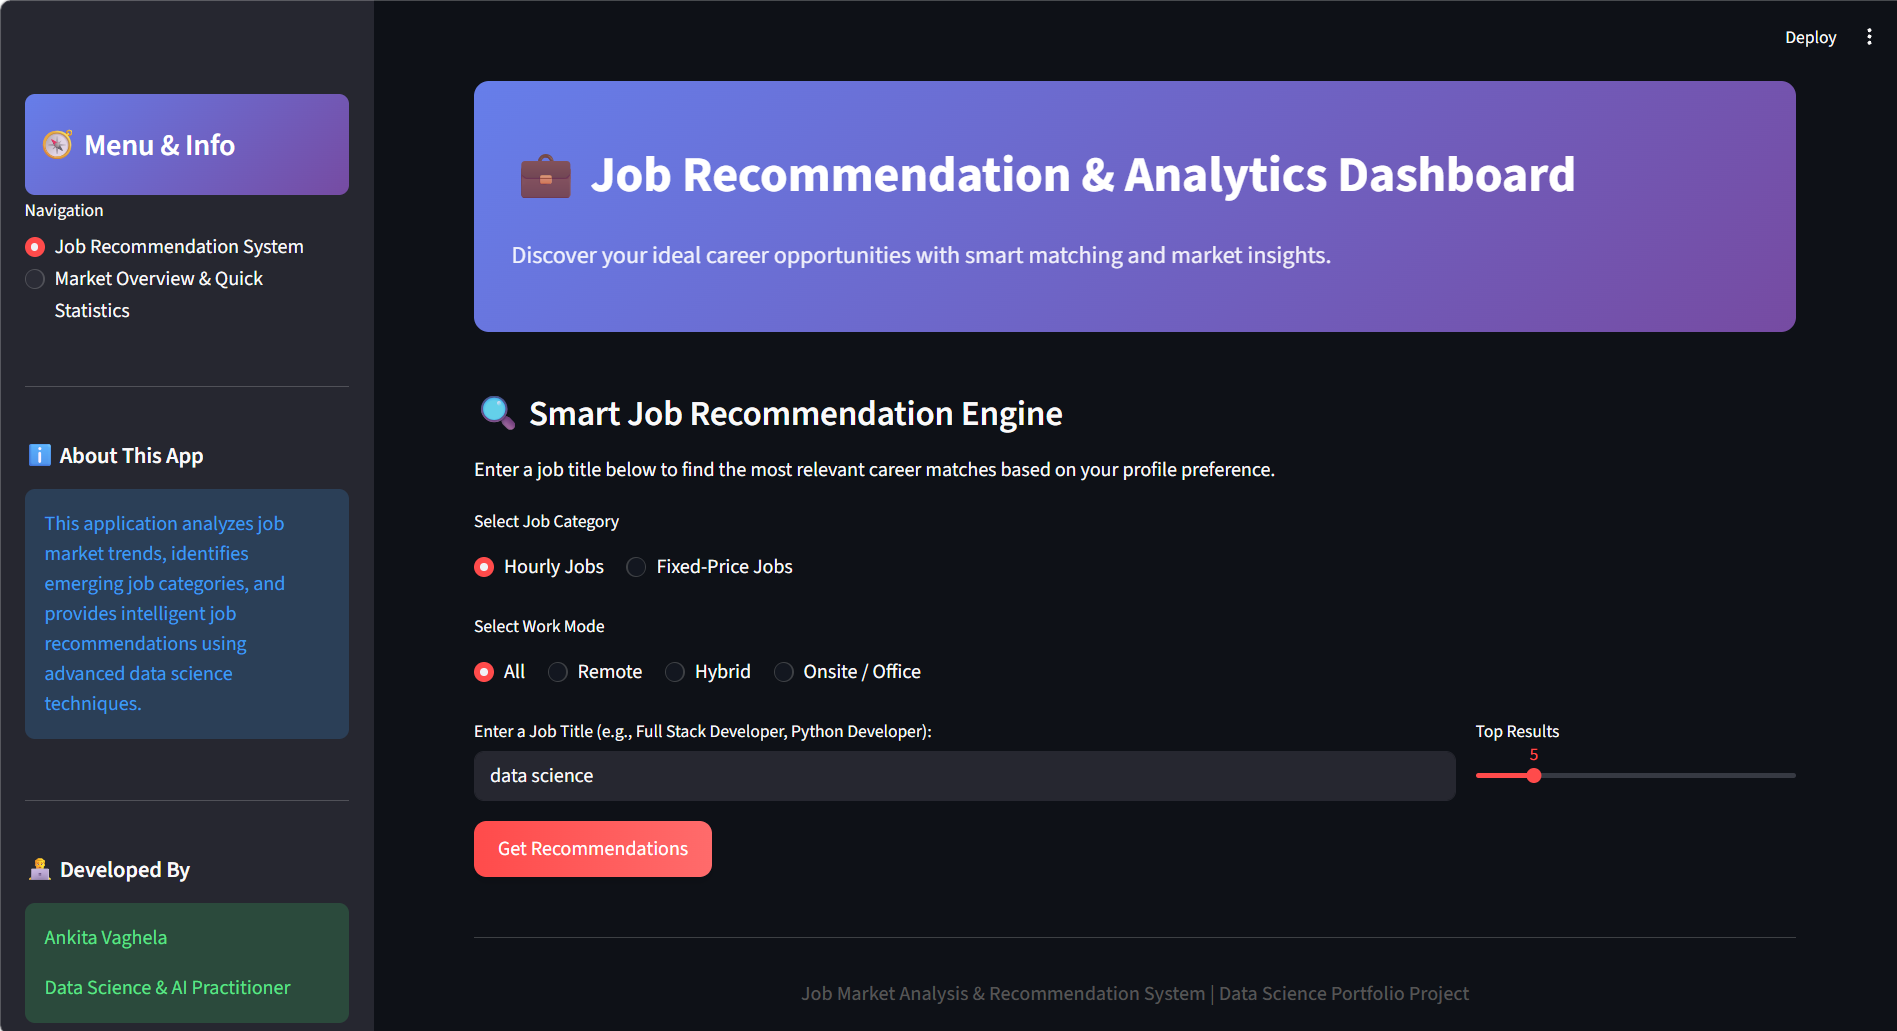 Deploy
Menu & Info
Navigation
Job Recommendation System
Market Overview & Quick
Statistics
About This App
This application analyzes job
market trends, identifies
emerging job categories, and
provides intelligent job
recommendations using
advanced data science
techniques.
Developed By
Ankita Vaghela
Data Science & AI Practitioner
Job Recommendation & Analytics Dashboard
Discover your ideal career opportunities with smart matching and market insights.
Smart Job Recommendation Engine
Enter a job title below to find the most relevant career matches based on your profile preference.
Select Job Category
Hourly Jobs Fixed-Price Jobs
Select Work Mode
All Remote Hybrid Onsite / Office
Enter a Job Title (e.g., Full Stack Developer, Python Developer):
data science
Top Results
5
Get Recommendations
Job Market Analysis & Recommendation System | Data Science Portfolio Project